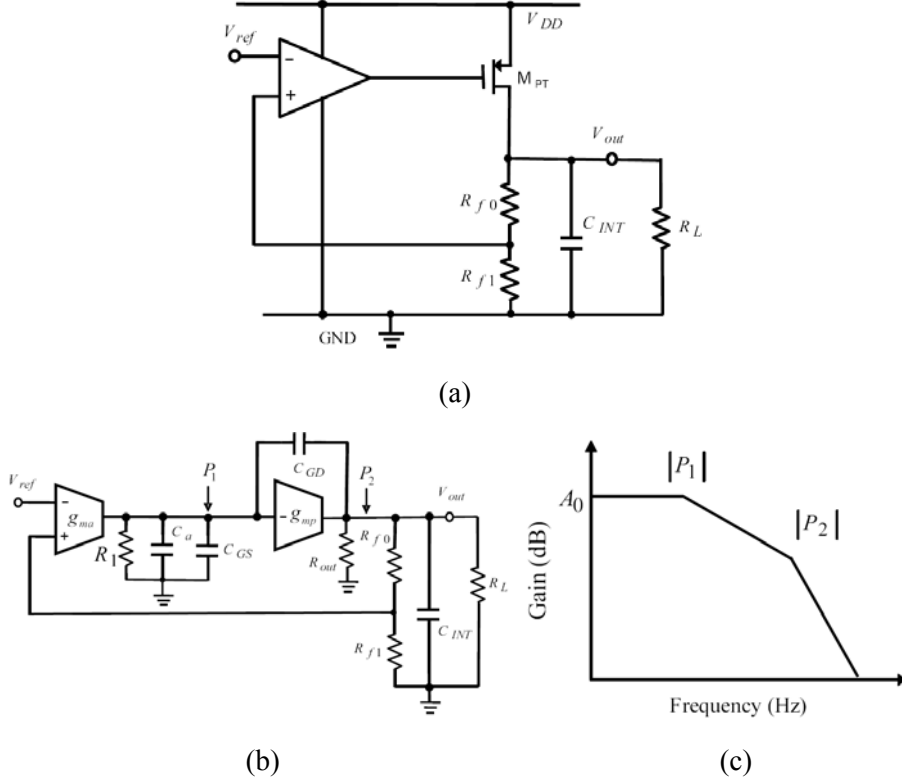 V_DD
V_ref
−
+
M_PT
V_out
R_f0
C_INT
R_L
R_f1
GND
(a)
C_GD
P_1
P_2
V_ref
−
g_ma
+
R_1
C_a
C_GS
- g_mp
R_out
R_f0
V_out
R_L
C_INT
R_f1
(b)
|P_1|
A_0
|P_2|
Gain (dB)
Frequency (Hz)
(c)